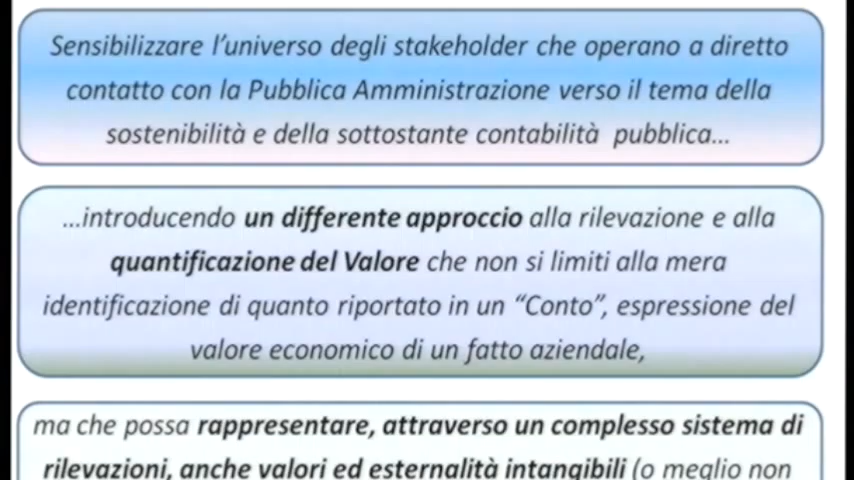 Sensibilizzare l'universo degli stakeholder che operano a diretto
contatto con la Pubblica Amministrazione verso il tema della
sostenibilità e della sottostante contabilità pubblica...
...introducendo un differente approccio alla rilevazione e alla
quantificazione del Valore che non si limiti alla mera
identificazione di quanto riportato in un “Conto”, espressione del
valore economico di un fatto aziendale,
ma che possa rappresentare, attraverso un complesso sistema di
rilevazioni, anche valori ed esternalità intangibili (o meglio non